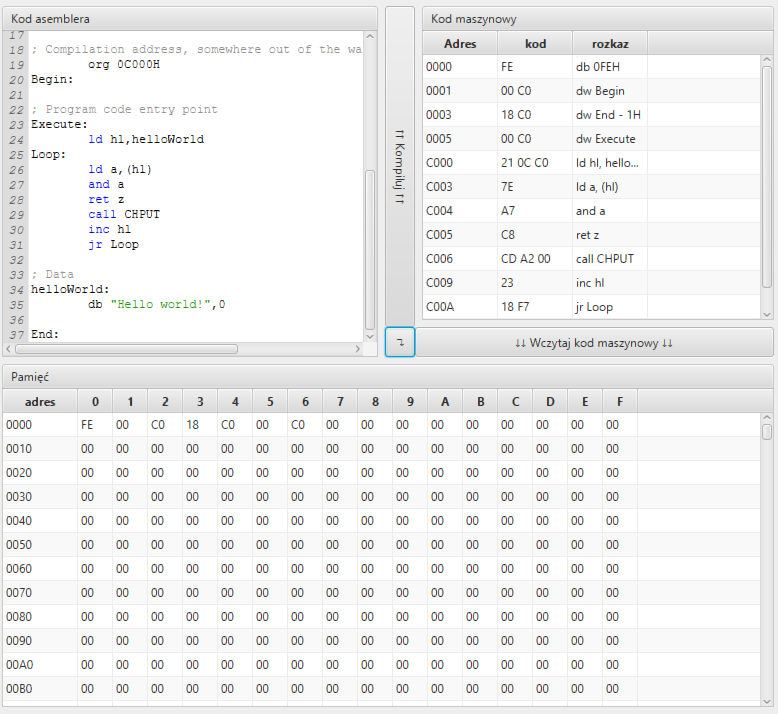 Kod asemblera
17
18 ; Compilation address, somewhere out of the wa
19 org 0C000H
20 Begin:
21
22 ; Program code entry point
23 Execute:
24 ld hl,helloWorld
25 Loop:
26 ld a,(hl)
27 and a
28 ret z
29 call CHPUT
30 inc hl
31 jr Loop
32
33 ; Data
34 helloWorld:
35 db "Hello world!",0
36
37 End:
⇈ Kompiluj ⇈
Kod maszynowy
Adres kod rozkaz
0000 FE db 0FEH
0001 00 C0 dw Begin
0003 18 C0 dw End - 1H
0005 00 C0 dw Execute
C000 21 0C C0 ld hl, hello...
C003 7E ld a, (hl)
C004 A7 and a
C005 C8 ret z
C006 CD A2 00 call CHPUT
C009 23 inc hl
C00A 18 F7 jr Loop
↴ ↓↓ Wczytaj kod maszynowy ↓↓
Pamięć
adres 0 1 2 3 4 5 6 7 8 9 A B C D E F
0000 FE 00 C0 18 C0 00 C0 00 00 00 00 00 00 00 00 00
0010 00 00 00 00 00 00 00 00 00 00 00 00 00 00 00 00
0020 00 00 00 00 00 00 00 00 00 00 00 00 00 00 00 00
0030 00 00 00 00 00 00 00 00 00 00 00 00 00 00 00 00
0040 00 00 00 00 00 00 00 00 00 00 00 00 00 00 00 00
0050 00 00 00 00 00 00 00 00 00 00 00 00 00 00 00 00
0060 00 00 00 00 00 00 00 00 00 00 00 00 00 00 00 00
0070 00 00 00 00 00 00 00 00 00 00 00 00 00 00 00 00
0080 00 00 00 00 00 00 00 00 00 00 00 00 00 00 00 00
0090 00 00 00 00 00 00 00 00 00 00 00 00 00 00 00 00
00A0 00 00 00 00 00 00 00 00 00 00 00 00 00 00 00 00
00B0 00 00 00 00 00 00 00 00 00 00 00 00 00 00 00 00